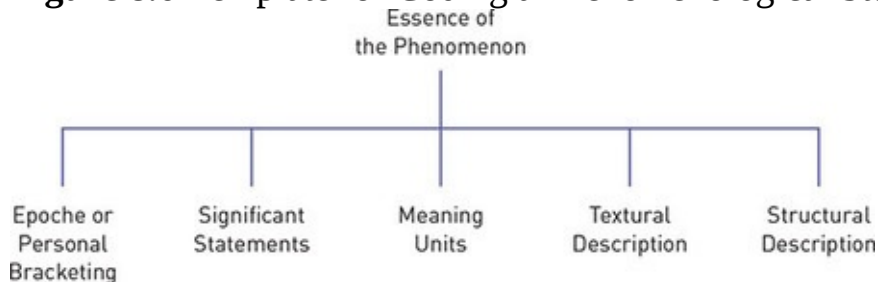 Essence of
the Phenomenon
Epoche or
Personal
Bracketing
Significant
Statements
Meaning
Units
Textural
Description
Structural
Description